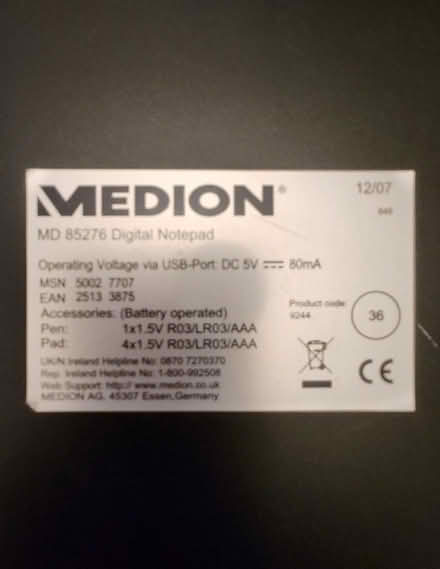 MEDION®
12/07
MD 85276 Digital Notepad
Operating Voltage via USB-Port: DC 5V 80mA
MSN 5002 7707
EAN 2513 3875
Accessories: (Battery operated)
Pen: 1x1.5V R03/LR03/AAA
Pad: 4x1.5V R03/LR03/AAA
Product code:
9244
36
UK/N.Ireland Helpline No: 0870 7270370
Rep. Ireland Helpline No: 1-800-992508
Web Support: http:// www.medion.co.uk
MEDION AG. 45307 Essen,Germany
CE